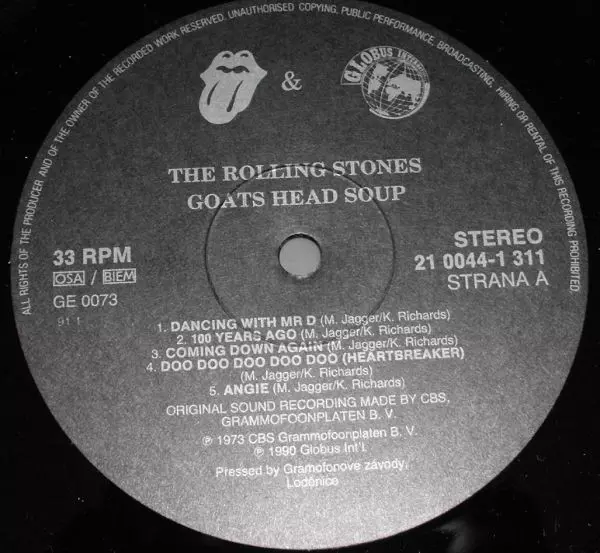 ALL RIGHTS OF THE PRODUCER AND OF THE OWNER OF THE RECORDED WORK RESERVED. UNAUTHORISED COPYING, PUBLIC PERFORMANCE, BROADCASTING, HIRING OR RENTAL OF THIS RECORDING PROHIBITED.
&
GLOBUS INTERNATIONAL
THE ROLLING STONES
GOATS HEAD SOUP
33 RPM
OSA / BIEM
GE 0073
91 1
STEREO
21 0044-1 311
STRANA A
1. DANCING WITH MR D (M. Jagger/K. Richards)
2. 100 YEARS AGO (M. Jagger/K. Richards)
3. COMING DOWN AGAIN (M. Jagger/K. Richards)
4. DOO DOO DOO DOO DOO (HEARTBREAKER)
(M. Jagger/K. Richards)
5. ANGIE (M. Jagger/K. Richards)
ORIGINAL SOUND RECORDING MADE BY CBS,
GRAMMOFOONPLATEN B. V.
℗ 1973 CBS Grammofoonplaten B. V.
℗ 1990 Globus Int'l.
Pressed by Gramofonové závody,
Loděnice